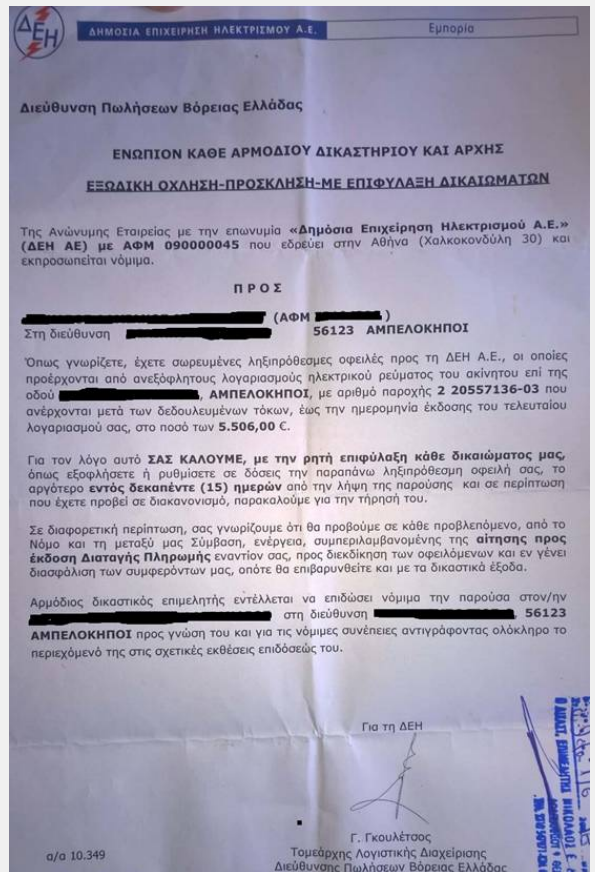 ΔΕΗ
ΔΗΜΟΣΙΑ ΕΠΙΧΕΙΡΗΣΗ ΗΛΕΚΤΡΙΣΜΟΥ Α.Ε.
Εμπορία
Διεύθυνση Πωλήσεων Βόρειας Ελλάδας
ΕΝΩΠΙΟΝ ΚΑΘΕ ΑΡΜΟΔΙΟΥ ΔΙΚΑΣΤΗΡΙΟΥ ΚΑΙ ΑΡΧΗΣ
ΕΞΩΔΙΚΗ ΟΧΛΗΣΗ-ΠΡΟΣΚΛΗΣΗ-ΜΕ ΕΠΙΦΥΛΑΞΗ ΔΙΚΑΙΩΜΑΤΩΝ
Της Ανώνυμης Εταιρείας με την επωνυμία «Δημόσια Επιχείρηση Ηλεκτρισμού Α.Ε.»
(ΔΕΗ ΑΕ) με ΑΦΜ 090000045 που εδρεύει στην Αθήνα (Χαλκοκονδύλη 30) και
εκπροσωπείται νόμιμα.
Π Ρ Ο Σ
(ΑΦΜ )
Στη διεύθυνση 56123 ΑΜΠΕΛΟΚΗΠΟΙ
Όπως γνωρίζετε, έχετε σωρευμένες ληξιπρόθεσμες οφειλές προς τη ΔΕΗ Α.Ε., οι οποίες
προέρχονται από ανεξόφλητους λογαριασμούς ηλεκτρικού ρεύματος του ακίνητου επί της
οδού , ΑΜΠΕΛΟΚΗΠΟΙ, με αριθμό παροχής 2 20557136-03 που
ανέρχονται μετά των δεδουλευμένων τόκων, έως την ημερομηνία έκδοσης του τελευταίου
λογαριασμού σας, στο ποσό των 5.506,00 €.
Για τον λόγο αυτό ΣΑΣ ΚΑΛΟΥΜΕ, με την ρητή επιφύλαξη κάθε δικαιώματος μας,
όπως εξοφλήσετε ή ρυθμίσετε σε δόσεις την παραπάνω ληξιπρόθεσμη οφειλή σας, το
αργότερο εντός δεκαπέντε (15) ημερών από την λήψη της παρούσης και σε περίπτωση
που έχετε προβεί σε διακανονισμό, παρακαλούμε για την τήρησή του.
Σε διαφορετική περίπτωση, σας γνωρίζουμε ότι θα προβούμε σε κάθε προβλεπόμενο, από το
Νόμο και τη μεταξύ μας Σύμβαση, ενέργεια, συμπεριλαμβανομένης της αίτησης προς
έκδοση Διαταγής Πληρωμής εναντίον σας, προς διεκδίκηση των οφειλόμενων και εν γένει
διασφάλιση των συμφερόντων μας, οπότε θα επιβαρυνθείτε και με τα δικαστικά έξοδα.
Αρμόδιος δικαστικός επιμελητής εντέλλεται να επιδώσει νόμιμα την παρούσα στον/ην
στη διεύθυνση , 56123
ΑΜΠΕΛΟΚΗΠΟΙ προς γνώση του και για τις νόμιμες συνέπειες αντιγράφοντας ολόκληρο το
περιεχόμενό της στις σχετικές εκθέσεις επιδόσεώς του.
Για τη ΔΕΗ
Γ. Γκουλέτσος
Τομεάρχης Λογιστικής Διαχείρισης
Διεύθυνσης Πωλήσεων Βόρειας Ελλάδας
α/α 10.349
Ο ΔΙΚΑΣΤ. ΕΠΙΜΕΛΗΤΗΣ ΝΙΚΟΛΑΟΣ